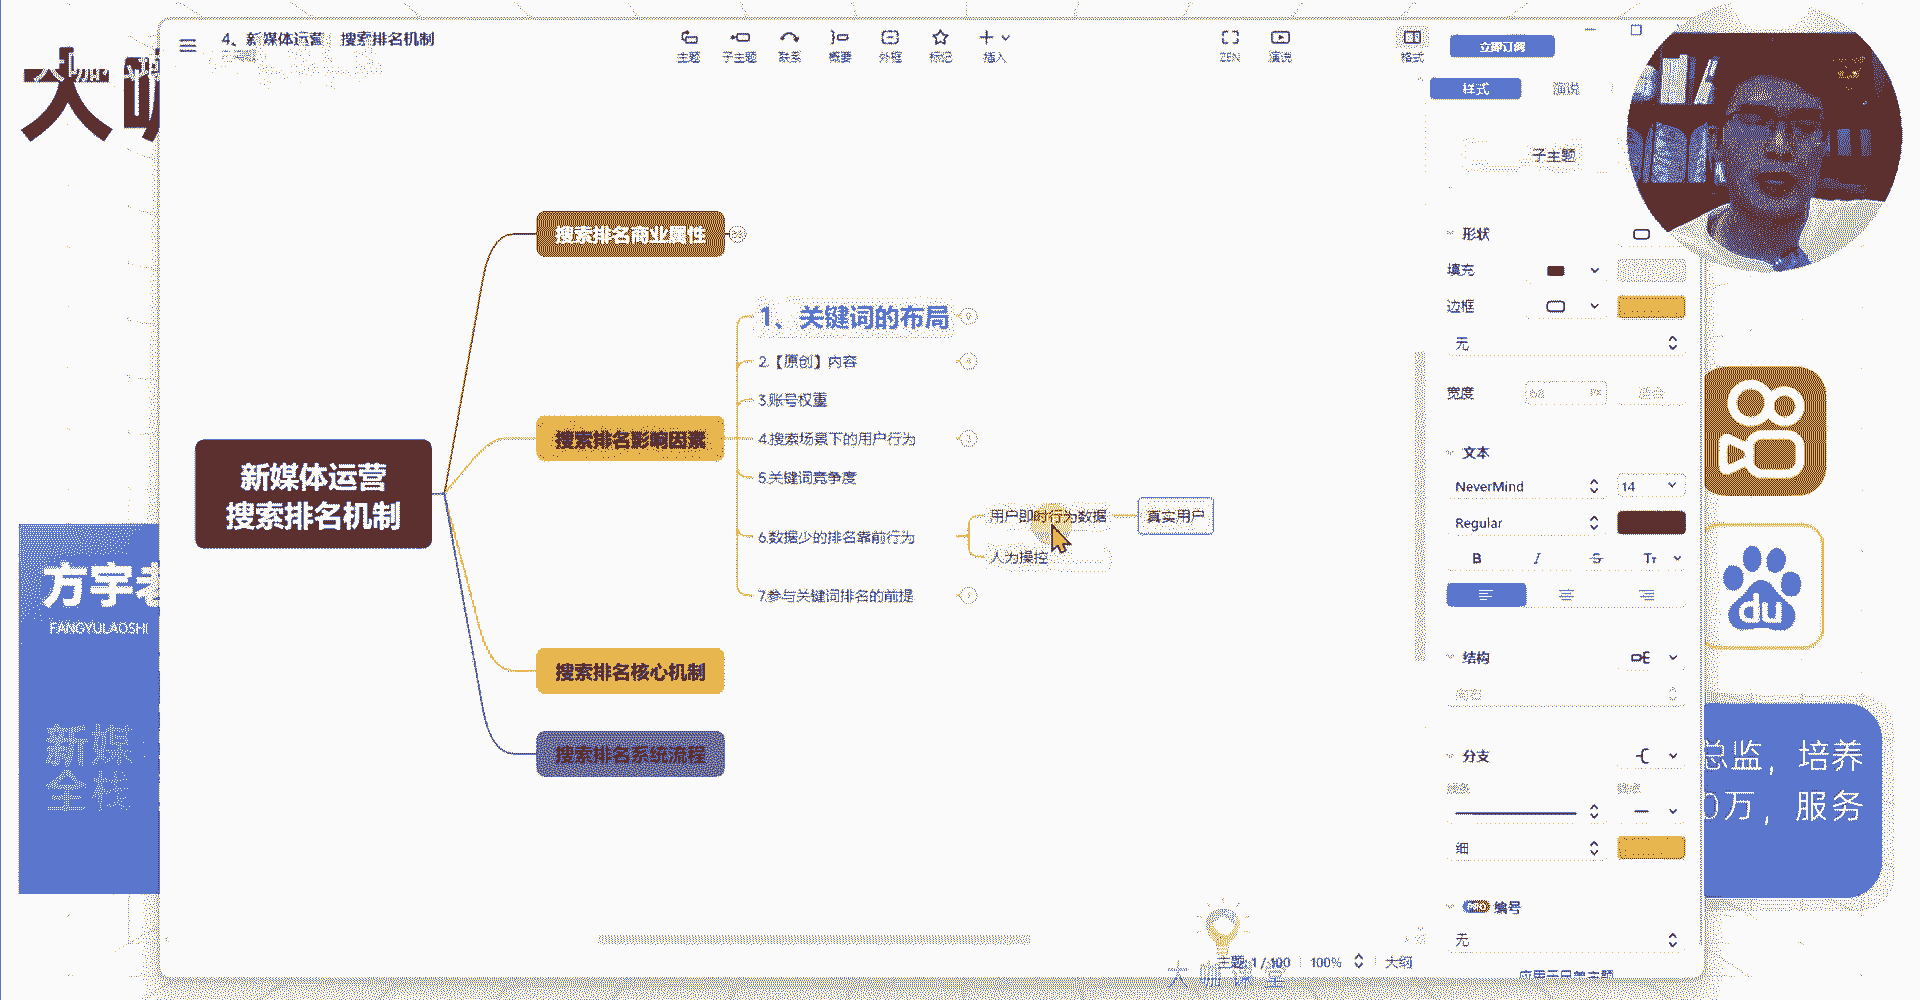 大咖
4、新媒体运营 搜索排名机制
主题
子主题
联系
概要
外框
标记
插入
ZEN
演说
格式
立即订阅
样式
演说
子主题
形状
填充
边框
无
宽度
文本
NeverMind
14
Regular
B
I
S
Tт
结构
分支
细
编号
无
新媒体运营
搜索排名机制
搜索排名商业属性
搜索排名影响因素
1、关键词的布局
2.【原创】内容
3.账号权重
4.搜索场景下的用户行为
5.关键词竞争度
6.数据少的排名靠前行为
用户即时行为数据
真实用户
人为操控
7.参与关键词排名的前提
搜索排名核心机制
搜索排名系统流程
方宇老
FANGYULAOSHI
新媒
全栈
du
总监，培养
0万，服务
主题: 1 / 100
100%
大纲
大咖课堂